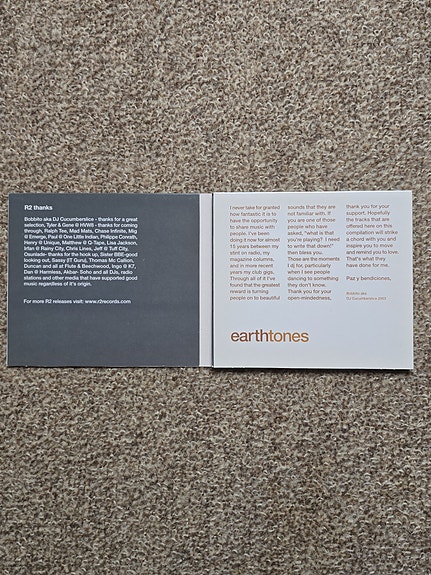 R2 thanks
Bobbito aka DJ Cucumberslice - thanks for a great
selection, Tyler & Gene @ HVW8 - thanks for coming
through, Ralph Tee, Mad Mats, Chase Infinite, Mig
@ Emerge, Paul @ One Little Indian, Philippe Corrado,
Henry @ Unique, Matthew @ Q-Tape, Lisa Jackson,
Irfan @ Rainy City, Chris Lines, Jeff @ Tuff City,
Osunlade- thanks for the hook up, Sister BBE-good
looking out, Sassy (IT Guru), Thomas Mc Callion,
Duncan and all at Flute & Beechwood, Ingo @ K7,
Dan @ Harmless, Akbar- Soho and all DJs, radio
stations and other media that have supported good
music regardless of it's origin.
For more R2 releases visit: www.r2records.com
I never take for granted
how fantastic it is to
have the opportunity
to share music with
people. I've been
doing it now for almost
15 years between my
stint on radio, my
magazine columns,
and in more recent
years my club gigs.
Through all of it I've
found that the greatest
reward is turning
people on to beautiful
sounds that they are
not familiar with. If
you are one of those
people who have
asked, "what is that
you're playing? I need
to write that down!"
then bless you.
Those are the moments
I dj for, particularly
when I see people
dancing to something
they don't know.
Thank you for your
open-mindedness,
thank you for your
support. Hopefully
the tracks that are
offered here on this
compilation will strike
a chord with you and
inspire you to move
and remind you to love.
That's what they
have done for me.
Paz y bendiciones,
Bobbito aka
DJ Cucumberslice
earthtones